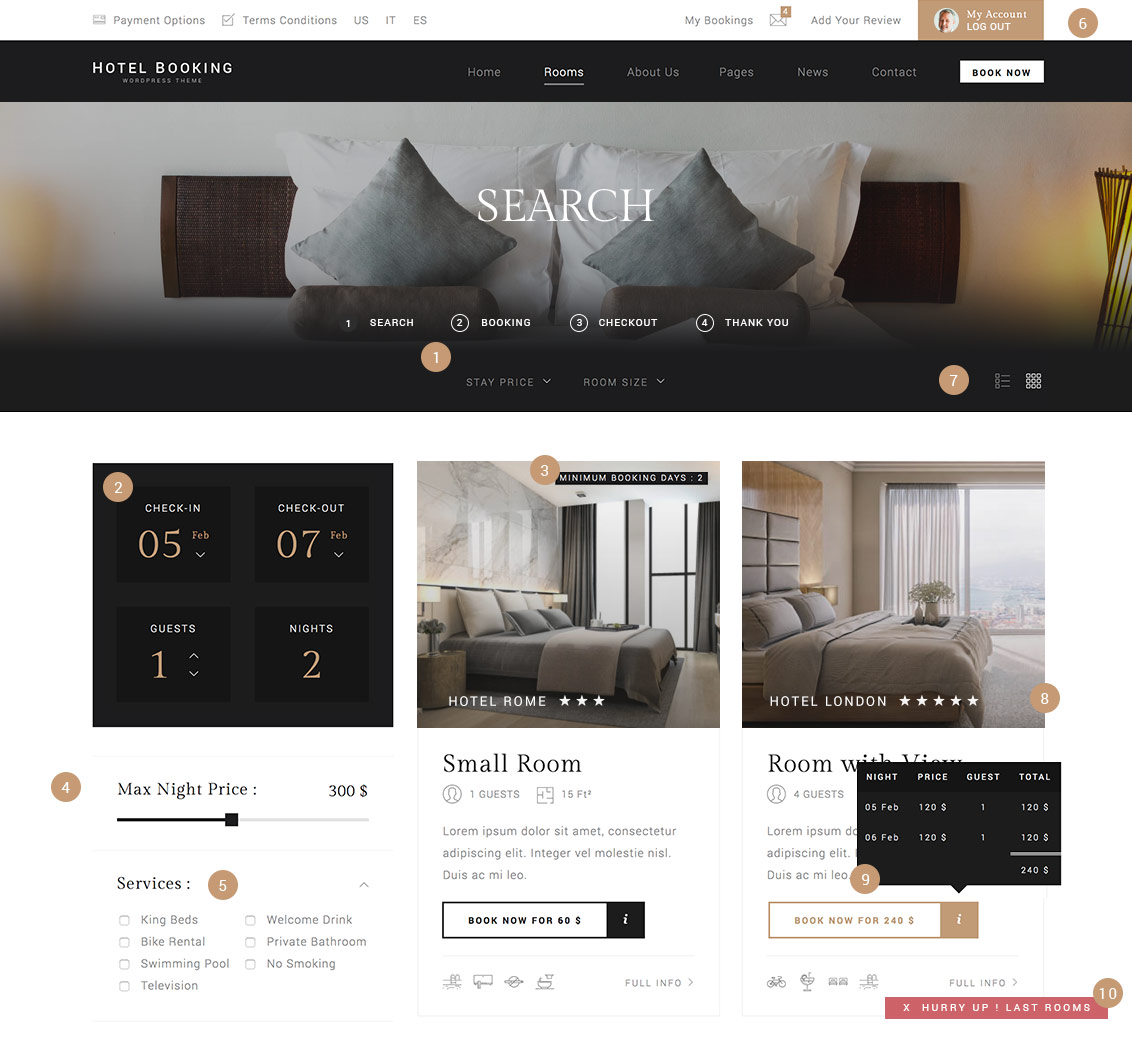 Payment Options Terms Conditions US IT ES My Bookings 4 Add Your Review My Account
LOG OUT
6
HOTEL BOOKING
WORDPRESS THEME
Home Rooms About Us Pages News Contact BOOK NOW
SEARCH
1 SEARCH 2 BOOKING 3 CHECKOUT 4 THANK YOU
1
STAY PRICE ROOM SIZE
7
2
CHECK-IN CHECK-OUT
05 Feb 07 Feb
GUESTS NIGHTS
1 2
4
Max Night Price : 300 $
Services : 5
King Beds Welcome Drink
Bike Rental Private Bathroom
Swimming Pool No Smoking
Television
3
MINIMUM BOOKING DAYS : 2
HOTEL ROME
Small Room
1 GUESTS 15 Ft²
Lorem ipsum dolor sit amet, consectetur
adipiscing elit. Integer vel molestie nisl.
Duis ac mi leo.
BOOK NOW FOR 60 $ i
FULL INFO
HOTEL LONDON
8
Room with View
4 GUESTS
Lorem ipsum
adipiscing elit.
Duis ac mi leo.
NIGHT PRICE GUEST TOTAL
05 Feb 120 $ 1 120 $
06 Feb 120 $ 1 120 $
240 $
9
BOOK NOW FOR 240 $ i
FULL INFO
10
X HURRY UP ! LAST ROOMS